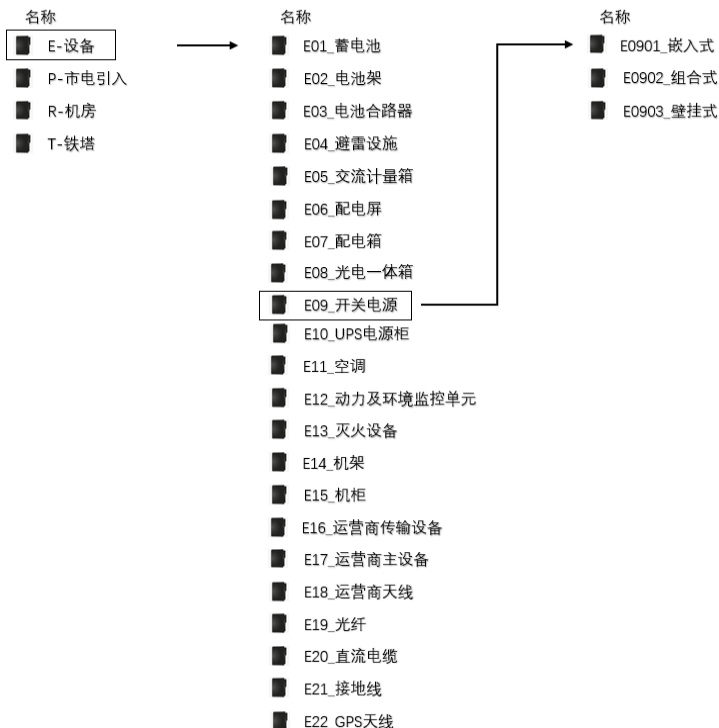 名称
E-设备
P-市电引入
R-机房
T-铁塔
名称
E01_蓄电池
E02_电池架
E03_电池合路器
E04_避雷设施
E05_交流计量箱
E06_配电屏
E07_配电箱
E08_光电一体箱
E09_开关电源
E10_UPS电源柜
E11_空调
E12_动力及环境监控单元
E13_灭火设备
E14_机架
E15_机柜
E16_运营商传输设备
E17_运营商主设备
E18_运营商天线
E19_光纤
E20_直流电缆
E21_接地线
E22_GPS天线
名称
E0901_嵌入式
E0902_组合式
E0903_壁挂式